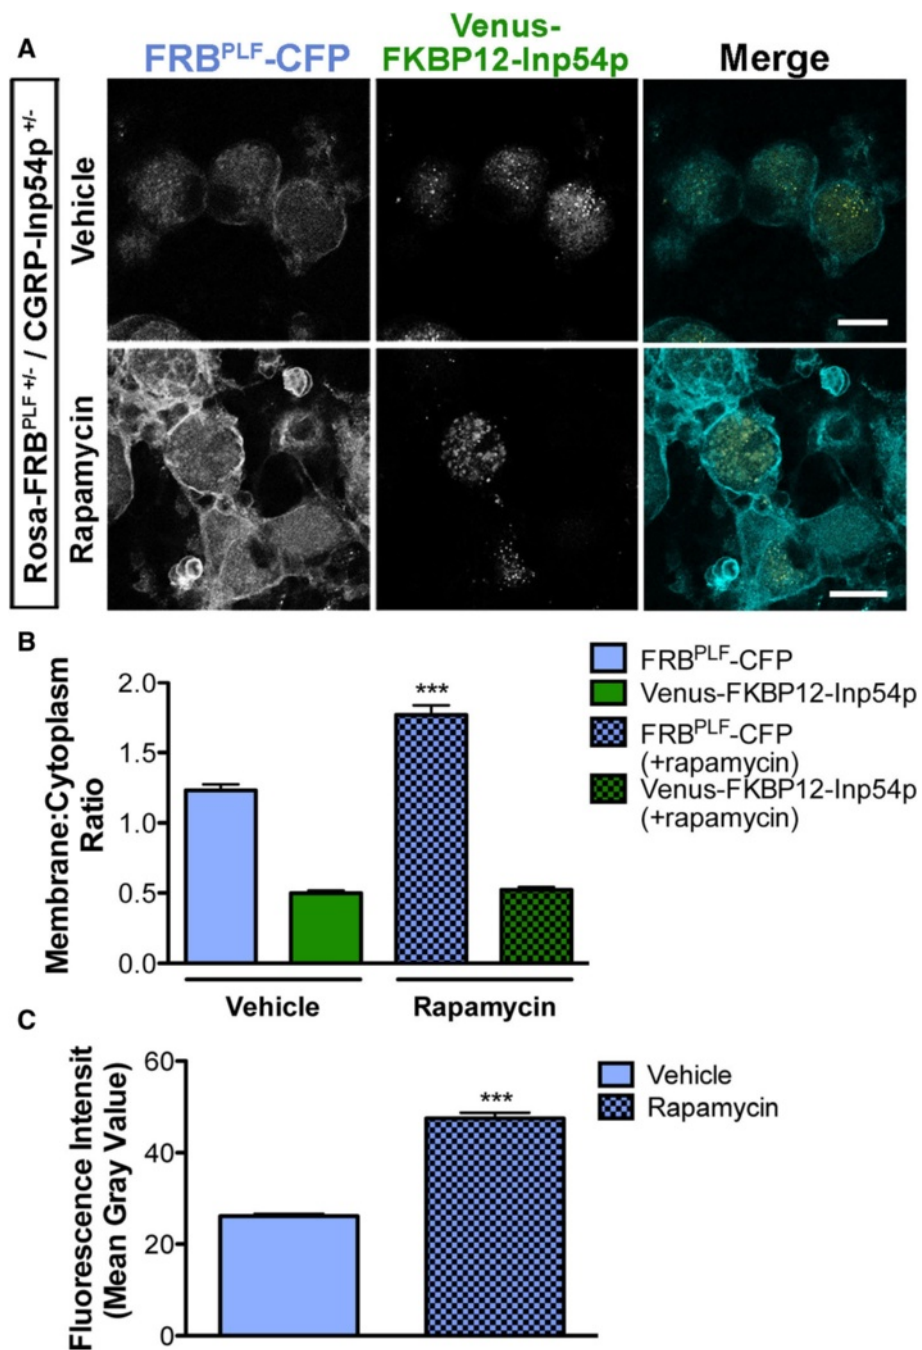 A
FRBᴾᴸᶠ-CFP
Venus-
FKBP12-Inp54p
Merge
Rosa-FRBᴾᴸᶠ ⁺/⁻ / CGRP-Inp54p ⁺/⁻
Vehicle
Rapamycin
B
Membrane:Cytoplasm
Ratio
2.0
1.5
1.0
0.5
0.0
***
Vehicle
Rapamycin
FRBᴾᴸᶠ-CFP
Venus-FKBP12-Inp54p
FRBᴾᴸᶠ-CFP
(+rapamycin)
Venus-FKBP12-Inp54p
(+rapamycin)
C
Fluorescence Intensit
(Mean Gray Value)
60
40
20
0
***
Vehicle
Rapamycin